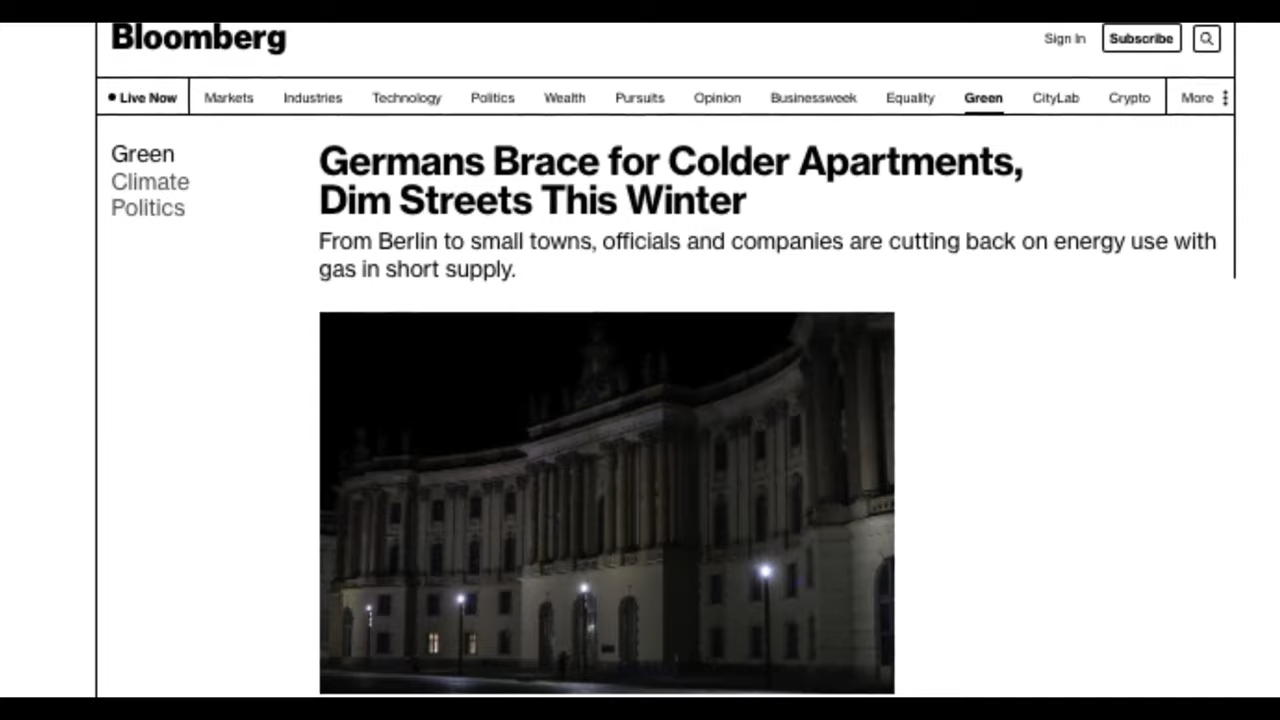 Bloomberg
Sign In
Subscribe
Live Now
Markets
Industries
Technology
Politics
Wealth
Pursuits
Opinion
Businessweek
Equality
Green
CityLab
Crypto
More
Green
Climate
Politics
Germans Brace for Colder Apartments,
Dim Streets This Winter
From Berlin to small towns, officials and companies are cutting back on energy use with
gas in short supply.